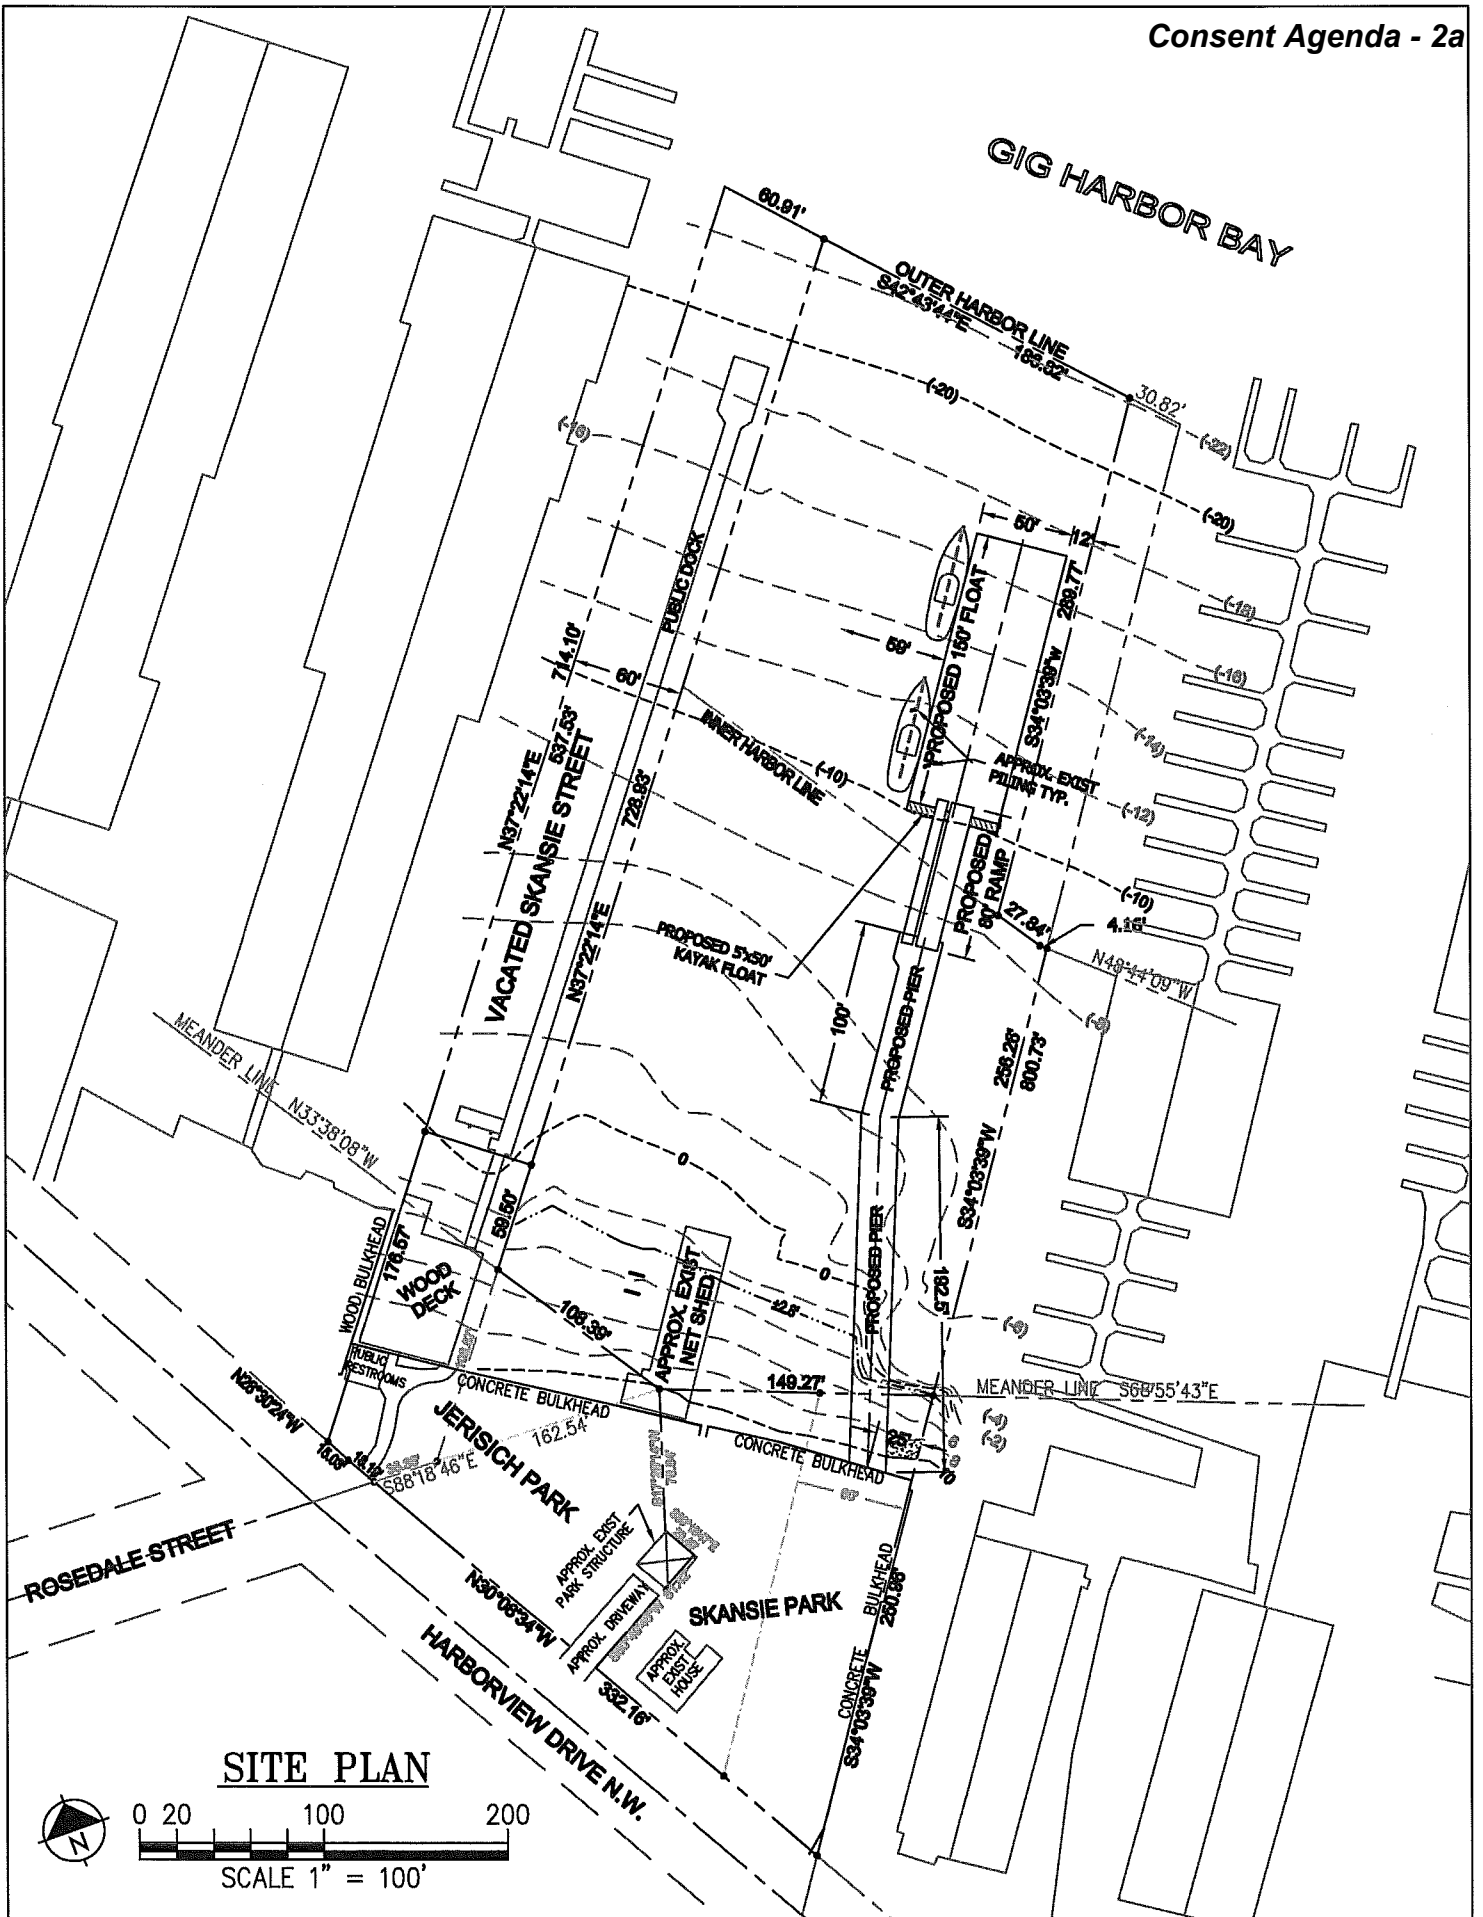 Consent Agenda - 2a
GIG HARBOR BAY
60.91'
OUTER HARBOR LINE
S42°43'44"E
30.82'
(-22)
(-20)
(-20)
(-18)
50'
12'
PUBLIC DOCK
PROPOSED 150' FLOAT
289.77'
S34°03'39"W
(-18)
(-16)
(-14)
(-12)
714.10'
60'
59'
INNER HARBOR LINE
(-10)
APPROX. EXIST
PILING TYP.
N37°22'14"E
537.53'
VACATED SKANSIE STREET
728.93'
N37°22'14"E
PROPOSED
80' RAMP
(-10)
27.84'
4.16'
N48°44'09"W
PROPOSED 5'x50'
KAYAK FLOAT
100'
PROPOSED PIER
(-8)
256.26'
800.73'
S34°03'39"W
MEANDER LINE
N33°38'08"W
0
59.50'
WOOD BULKHEAD
176.57'
WOOD
DECK
APPROX. EXIST
NET SHED
0
PROPOSED PIER
192.5'
(-6)
108.39'
PUBLIC
RESTROOMS
CONCRETE BULKHEAD
149.27'
MEANDER LINE S68°55'43"E
(-4)
(-2)
N28°30'24"W
JERISICH PARK
162.54'
S88°18'46"E
CONCRETE BULKHEAD
25'
10
ROSEDALE STREET
APPROX. EXIST
PARK STRUCTURE
N30°08'34"W
APPROX. DRIVEWAY
SKANSIE PARK
APPROX.
EXIST
HOUSE
CONCRETE BULKHEAD
S34°03'39"W
260.96'
332.16'
HARBORVIEW DRIVE N.W.
SITE PLAN
N
0 20 100 200
SCALE 1" = 100'